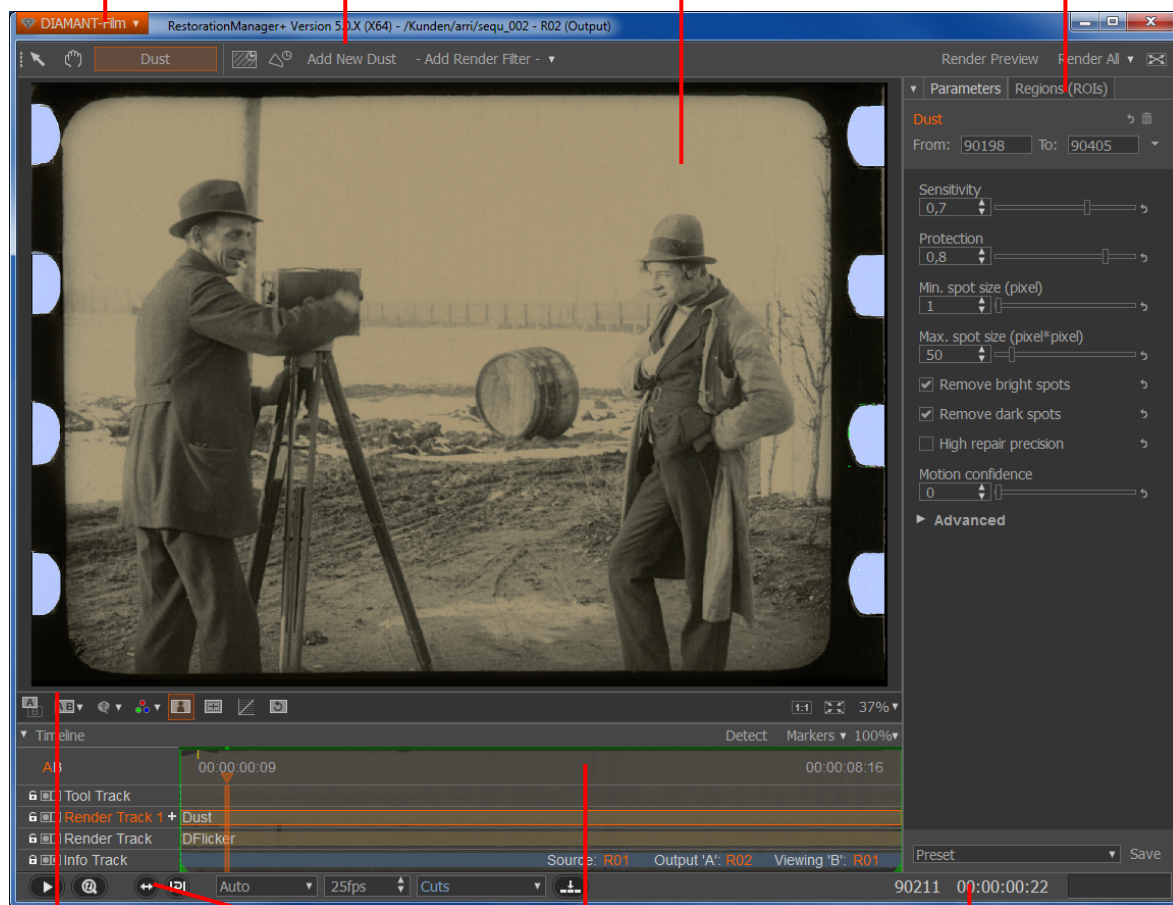 DIAMANT-Film ▼ RestorationManager+ Version 5.0.X (X64) - /Kunden/arri/sequ_002 - R02 (Output)
Dust Add New Dust - Add Render Filter - ▼ Render Preview Render All ▼
▼ Parameters Regions (ROIs)
Dust
From: 90198 To: 90405
Sensitivity
0,7
Protection
0,8
Min. spot size (pixel)
1
Max. spot size (pixel*pixel)
50
Remove bright spots
Remove dark spots
High repair precision
Motion confidence
0
Advanced
Preset ▼ Save
AB 1:1 37%
Timeline Detect Markers ▼ 100%
AB 00:00:00:09 00:00:08:16
Tool Track
Render Track 1 + Dust
Render Track DFlicker
Info Track Source: R01 Output 'A': R02 Viewing 'B': R01
Auto 25fps Cuts 90211 00:00:00:22